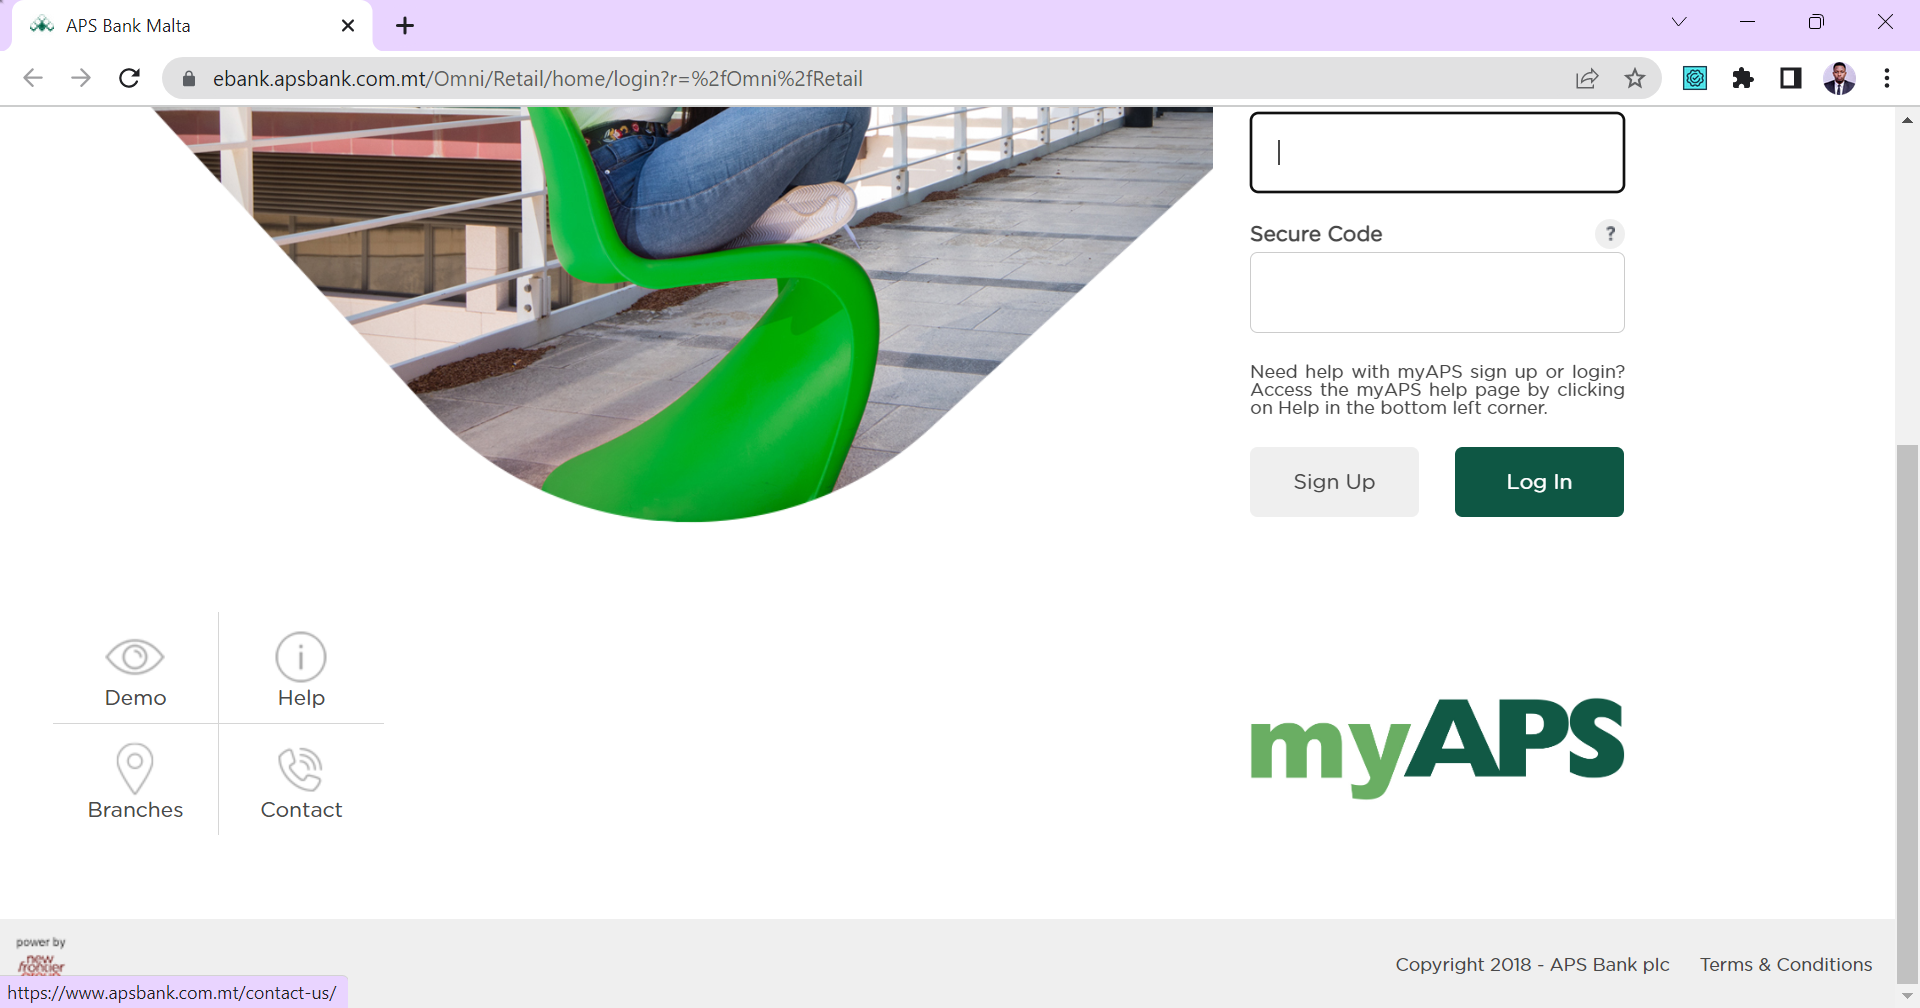 APS Bank Malta
ebank.apsbank.com.mt/Omni/Retail/home/login?r=%2fOmni%2fRetail
Secure Code
?
Need help with myAPS sign up or login?
Access the myAPS help page by clicking
on Help in the bottom left corner.
Sign Up
Log In
Demo
Help
Branches
Contact
myAPS
power by
new
frontier
Copyright 2018 - APS Bank plc
Terms & Conditions
https://www.apsbank.com.mt/contact-us/